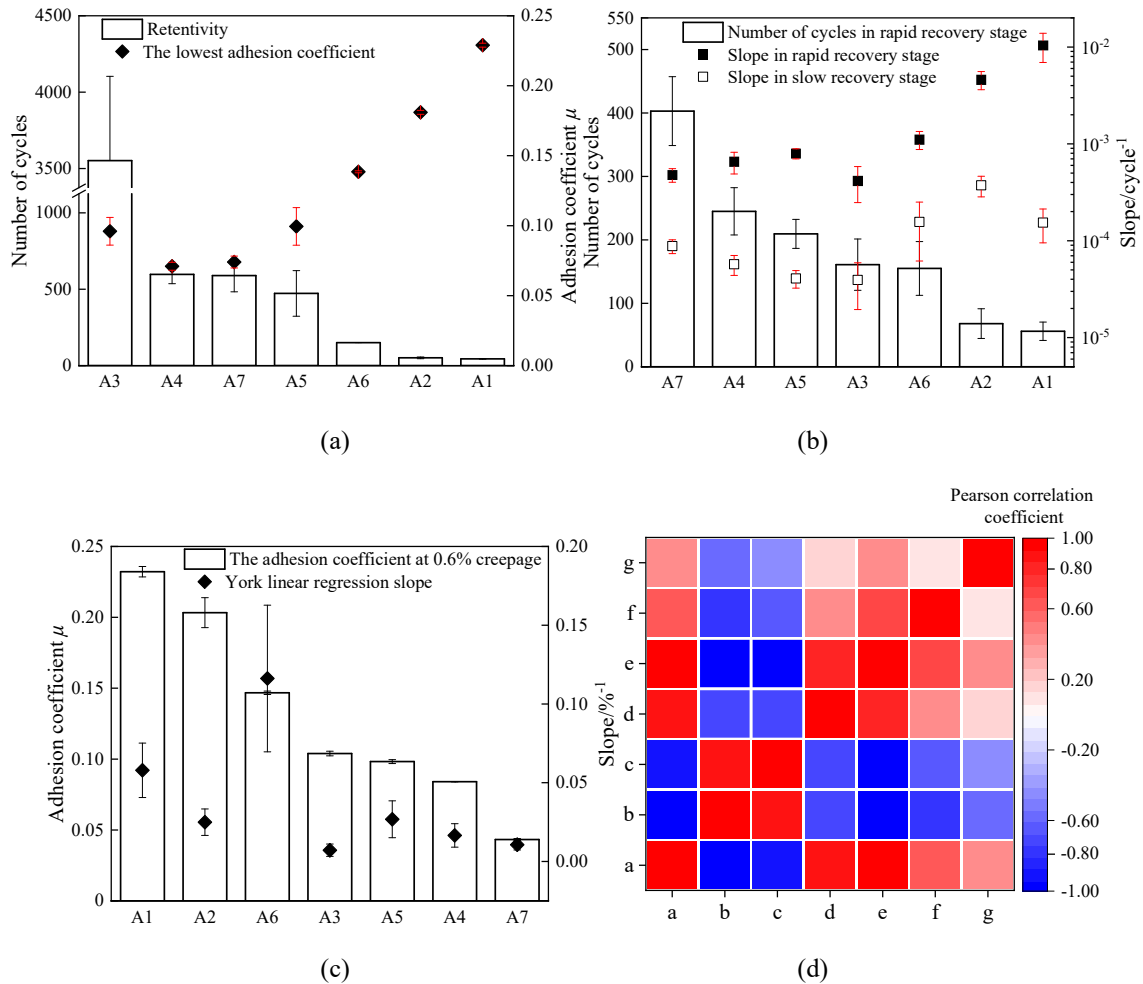 Retentivity
The lowest adhesion coefficient
Number of cycles
4500
4000
3500
1000
500
0
0.25
0.20
0.15
0.10
0.05
0.00
Adhesion coefficient μ
A3 A4 A7 A5 A6 A2 A1
(a)
Number of cycles in rapid recovery stage
Slope in rapid recovery stage
Slope in slow recovery stage
Number of cycles
550
500
400
300
200
100
0
10-2
10-3
10-4
10-5
Slope/cycle-1
A7 A4 A5 A3 A6 A2 A1
(b)
The adhesion coefficient at 0.6% creepage
York linear regression slope
Adhesion coefficient μ
0.25
0.20
0.15
0.10
0.05
0
0.20
0.15
0.10
0.05
0.00
Slope/%-1
A1 A2 A6 A3 A5 A4 A7
(c)
Pearson correlation
coefficient
g
f
e
d
c
b
a
a b c d e f g
1.00
0.60
0.20
-0.20
-0.60
-0.80
-1.00
(d)